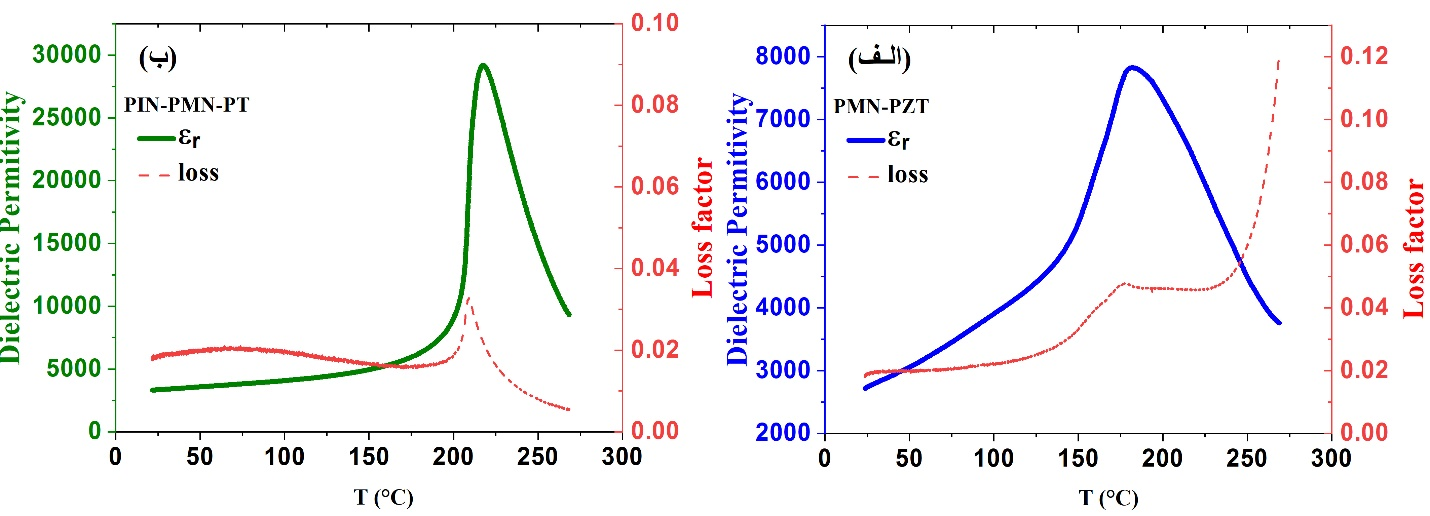 (ب)
PIN-PMN-PT
εr
loss
Dielectric Permitivity
30000
25000
20000
15000
10000
5000
0
0.10
0.08
0.06
0.04
0.02
0.00
Loss factor
0 50 100 150 200 250 300
T (°C)
(الف)
PMN-PZT
εr
loss
Dielectric Permitivity
8000
7000
6000
5000
4000
3000
2000
0.12
0.10
0.08
0.06
0.04
0.02
0.00
Loss factor
0 50 100 150 200 250 300
T (°C)